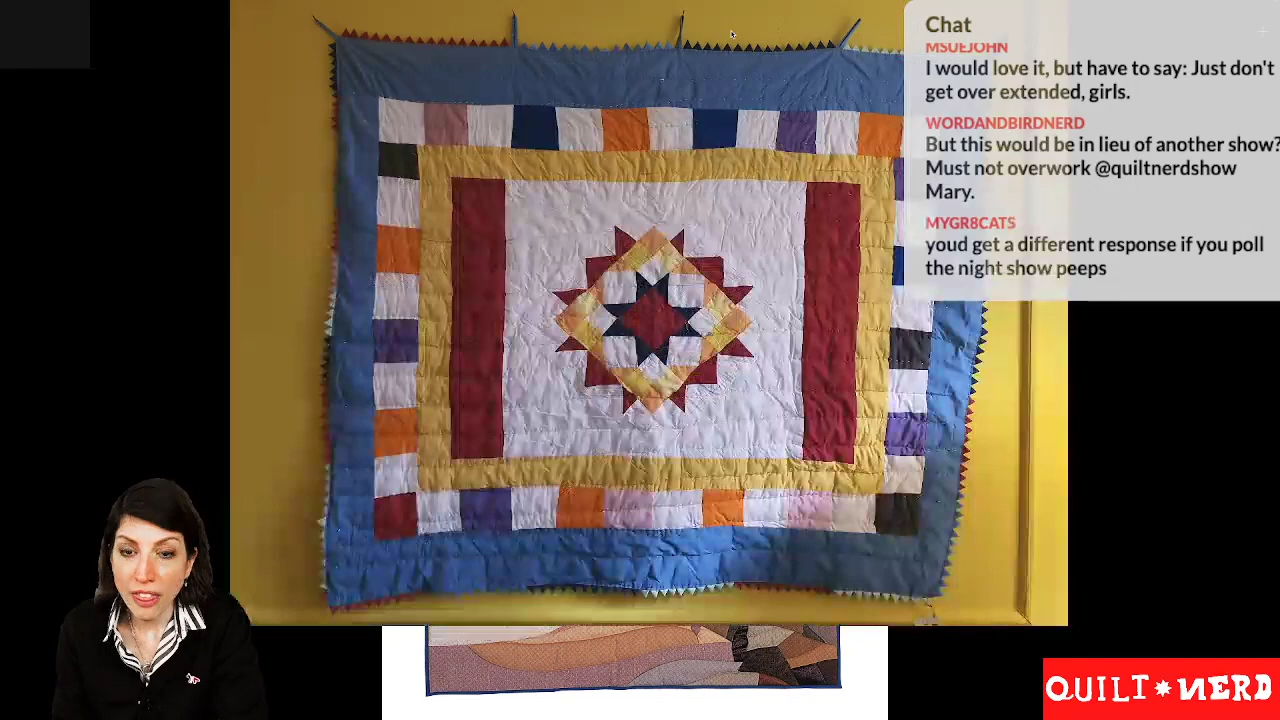 Chat
MSUEJOHN
I would love it, but have to say: Just don't
get over extended, girls.
WORDANDBIRDNERD
But this would be in lieu of another show?
Must not overwork @quiltnerdshow
Mary.
MYGR8CATS
youd get a different response if you poll
the night show peeps
QUILT NERD